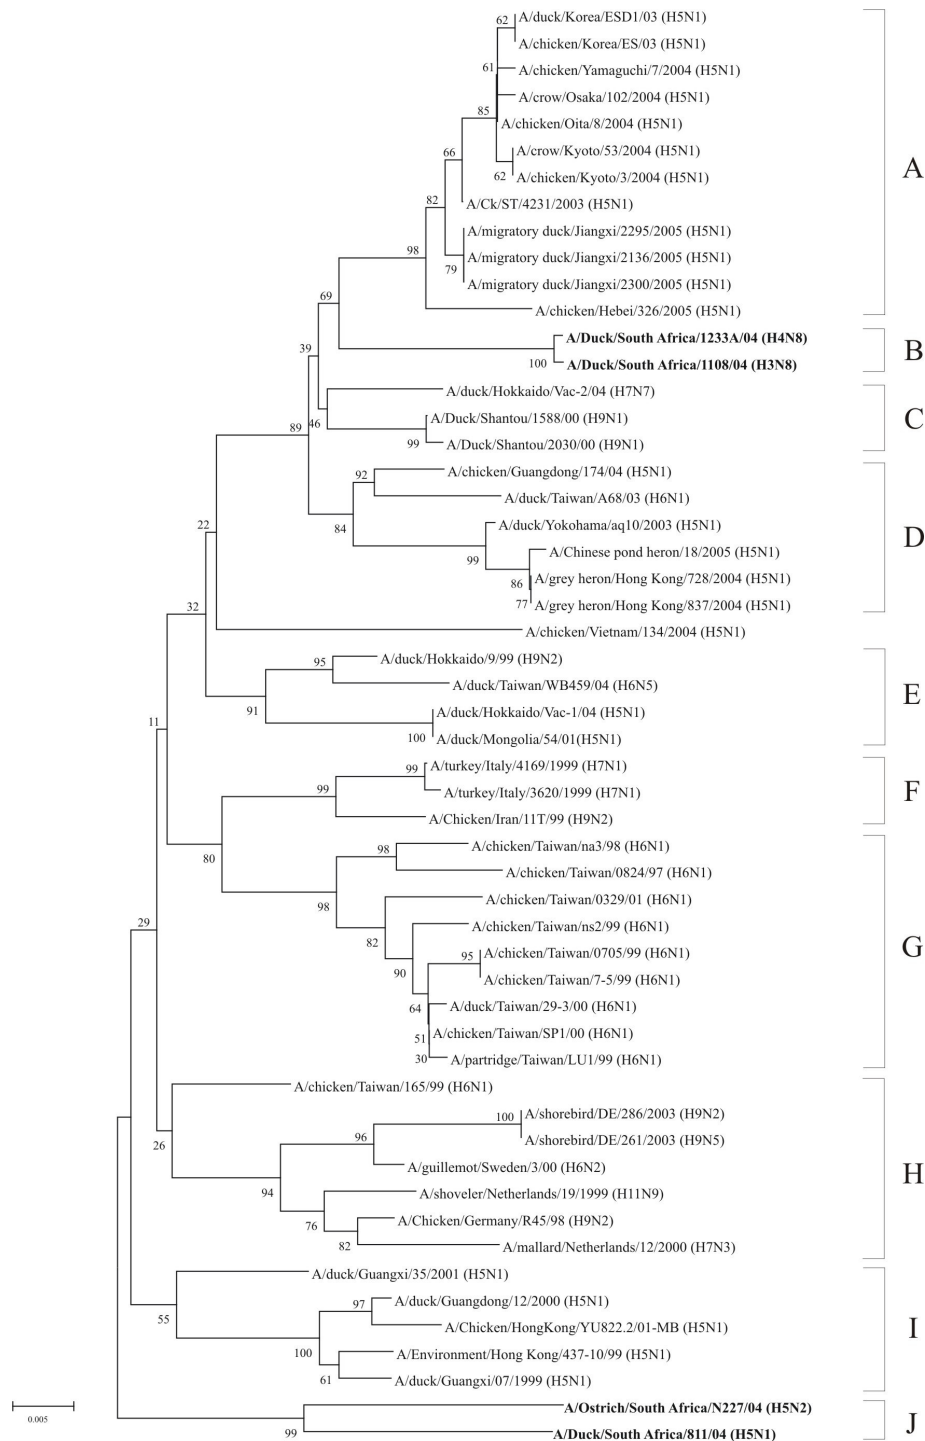 62
A/duck/Korea/ESD1/03 (H5N1)
A/chicken/Korea/ES/03 (H5N1)
61
A/chicken/Yamaguchi/7/2004 (H5N1)
A/crow/Osaka/102/2004 (H5N1)
85
A/chicken/Oita/8/2004 (H5N1)
66
A/crow/Kyoto/53/2004 (H5N1)
A
62
A/chicken/Kyoto/3/2004 (H5N1)
82
A/Ck/ST/4231/2003 (H5N1)
A/migratory duck/Jiangxi/2295/2005 (H5N1)
98
A/migratory duck/Jiangxi/2136/2005 (H5N1)
79
A/migratory duck/Jiangxi/2300/2005 (H5N1)
69
A/chicken/Hebei/326/2005 (H5N1)
A/Duck/South Africa/1233A/04 (H4N8)
39
B
100
A/Duck/South Africa/1108/04 (H3N8)
A/duck/Hokkaido/Vac-2/04 (H7N7)
89
46
A/Duck/Shantou/1588/00 (H9N1)
C
99
A/Duck/Shantou/2030/00 (H9N1)
92
A/chicken/Guangdong/174/04 (H5N1)
A/duck/Taiwan/A68/03 (H6N1)
22
84
A/duck/Yokohama/aq10/2003 (H5N1)
D
99
A/Chinese pond heron/18/2005 (H5N1)
86
A/grey heron/Hong Kong/728/2004 (H5N1)
32
77
A/grey heron/Hong Kong/837/2004 (H5N1)
A/chicken/Vietnam/134/2004 (H5N1)
95
A/duck/Hokkaido/9/99 (H9N2)
A/duck/Taiwan/WB459/04 (H6N5)
E
91
A/duck/Hokkaido/Vac-1/04 (H5N1)
11
100
A/duck/Mongolia/54/01(H5N1)
99
A/turkey/Italy/4169/1999 (H7N1)
99
A/turkey/Italy/3620/1999 (H7N1)
F
A/Chicken/Iran/11T/99 (H9N2)
80
98
A/chicken/Taiwan/na3/98 (H6N1)
A/chicken/Taiwan/0824/97 (H6N1)
98
A/chicken/Taiwan/0329/01 (H6N1)
29
82
A/chicken/Taiwan/ns2/99 (H6N1)
G
95
A/chicken/Taiwan/0705/99 (H6N1)
90
A/chicken/Taiwan/7-5/99 (H6N1)
64
A/duck/Taiwan/29-3/00 (H6N1)
51
A/chicken/Taiwan/SP1/00 (H6N1)
30
A/partridge/Taiwan/LU1/99 (H6N1)
A/chicken/Taiwan/165/99 (H6N1)
100
A/shorebird/DE/286/2003 (H9N2)
26
96
A/shorebird/DE/261/2003 (H9N5)
A/guillemot/Sweden/3/00 (H6N2)
H
94
A/shoveler/Netherlands/19/1999 (H11N9)
76
A/Chicken/Germany/R45/98 (H9N2)
82
A/mallard/Netherlands/12/2000 (H7N3)
A/duck/Guangxi/35/2001 (H5N1)
55
97
A/duck/Guangdong/12/2000 (H5N1)
A/Chicken/HongKong/YU822.2/01-MB (H5N1)
I
100
A/Environment/Hong Kong/437-10/99 (H5N1)
61
A/duck/Guangxi/07/1999 (H5N1)
A/Ostrich/South Africa/N227/04 (H5N2)
0.005
J
99
A/Duck/South Africa/811/04 (H5N1)